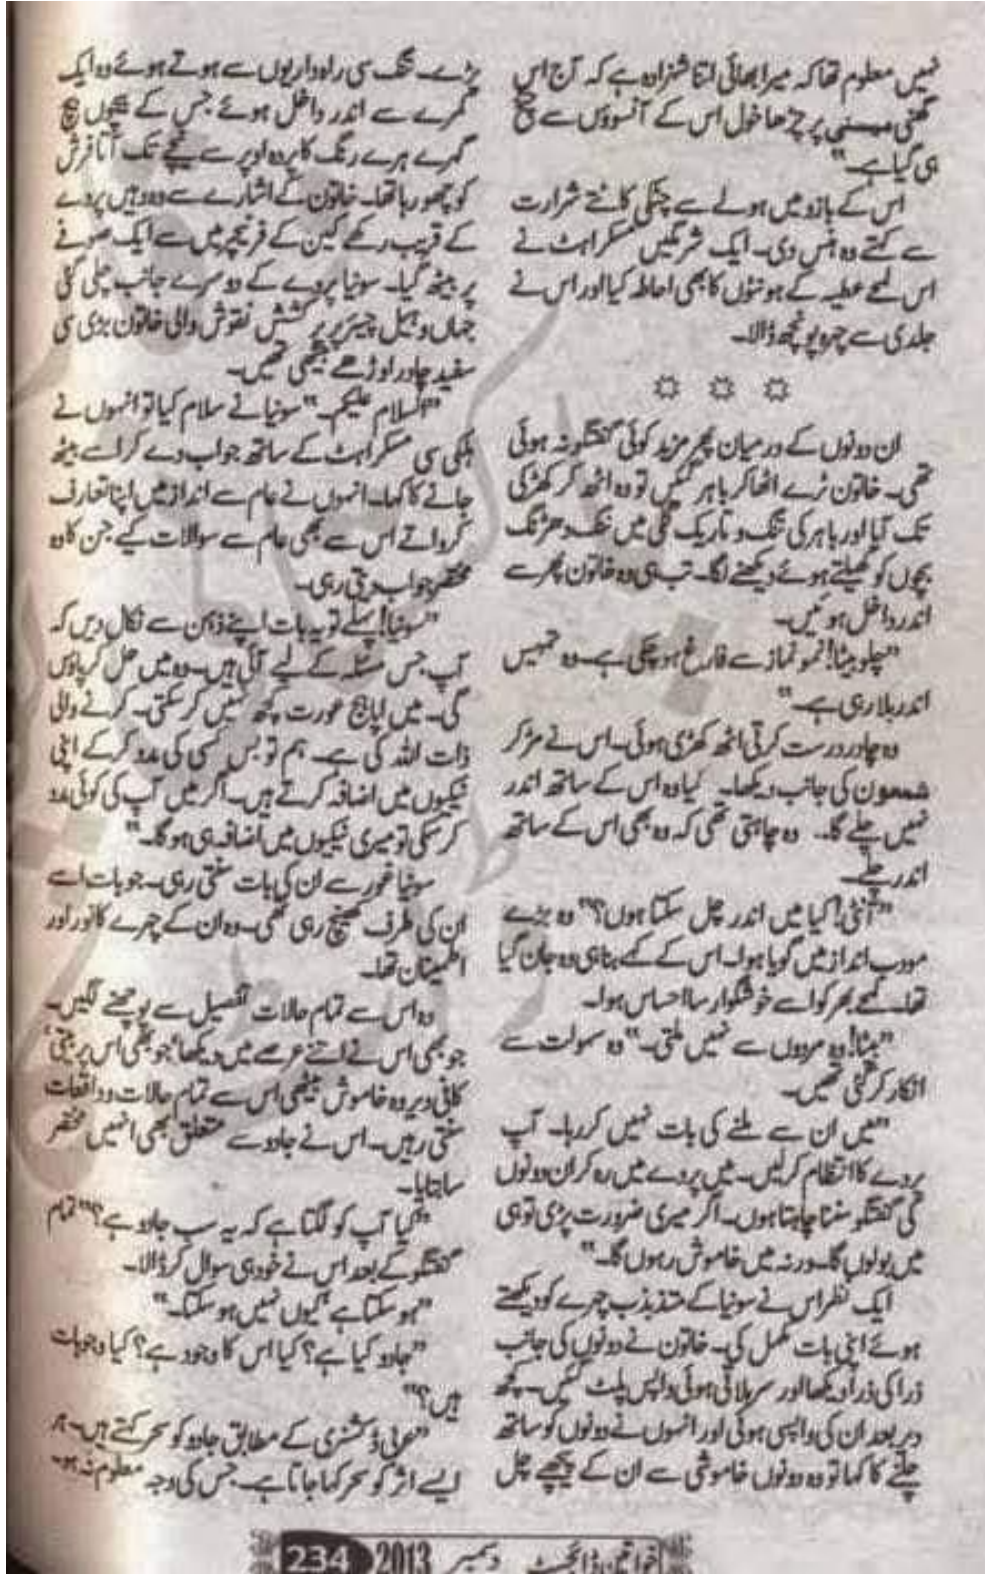 نہیں معلوم تھا کہ میرا بھائی اتنا شہزادہ ہے کہ آج اس
گھنی مسنی پر چڑھا خول اس کے آنسوؤں سے پگھل
ہی گیا ہے۔"
اس کے بازو میں ہولے سے چٹکی کاٹتے شرارت
سے کہتے وہ ہنس دی۔ ایک شرمگیں مسکراہٹ نے
اس لمحے عطیہ کے ہونٹوں کا بھی احاطہ کیا اور اس نے
جلدی سے چہرہ پونچھ ڈالا۔
☼ ☼ ☼
ان دونوں کے درمیان پھر مزید کوئی گفتگو نہ ہوئی
تھی۔ خاتون ٹرے اٹھا کر باہر گئیں تو وہ اٹھ کر کھڑکی
تک آیا اور باہر کی تنگ و تاریک گلی میں ننگ دھڑنگ
بچوں کو کھیلتے ہوئے دیکھنے لگا۔ تب ہی وہ خاتون پھر سے
اندر داخل ہوئیں۔
"چلو بیٹا! نمو نماز سے فارغ ہو چکی ہے۔ وہ تمہیں
اندر بلا رہی ہے۔"
وہ چادر درست کرتی اٹھ کھڑی ہوئی۔ اس نے مڑ کر
شمعون کی جانب دیکھا۔ کیا وہ اس کے ساتھ اندر
نہیں چلے گا۔ وہ چاہتی تھی کہ وہ بھی اس کے ساتھ
اندر چلے۔
"آنٹی! کیا میں اندر چل سکتا ہوں؟" وہ بڑے
مودب انداز میں گویا ہوا۔ اس کے کہے بنا ہی وہ جان گیا
تھا۔ لمحے بھر کو اسے خوشگوار سا احساس ہوا۔
"بیٹا! وہ مردوں سے نہیں ملتی۔" وہ سہولت سے
انکار کر گئی تھیں۔
"میں ان سے ملنے کی بات نہیں کر رہا۔ آپ
پردے کا انتظام کر لیں۔ میں پردے میں رہ کر ان دونوں
کی گفتگو سننا چاہتا ہوں۔ اگر میری ضرورت پڑی تو ہی
میں بولوں گا۔ ورنہ میں خاموش رہوں گا۔"
ایک نظر اس نے سونیا کے متذبذب چہرے کو دیکھتے
ہوئے اپنی بات مکمل کی۔ خاتون نے دونوں کی جانب
ذرا کی ذرا دیکھا اور سر ہلاتی ہوئی واپس پلٹ گئیں۔ کچھ
دیر بعد ان کی واپسی ہوئی اور انہوں نے دونوں کو ساتھ
چلنے کا کہا تو وہ دونوں خاموشی سے ان کے پیچھے چل
پڑے۔ تنگ سی راہداریوں سے ہوتے ہوئے وہ ایک
کمرے سے اندر داخل ہوئے جس کے بیچوں بیچ
گہرے ہرے رنگ کا پردہ اوپر سے نیچے تک آتا فرش
کو چھو رہا تھا۔ خاتون کے اشارے سے وہ وہیں پردے
کے قریب رکھے کین کے فرنیچر میں سے ایک صوفے
پر بیٹھ گیا۔ سونیا پردے کے دوسرے جانب چلی گئی
جہاں وہیل چیئر پر پرکشش نقوش والی خاتون بڑی سی
سفید چادر اوڑھے بیٹھی تھیں۔
"السلام علیکم۔" سونیا نے سلام کیا تو انہوں نے
ہلکی سی مسکراہٹ کے ساتھ جواب دے کر اسے بیٹھ
جانے کا کہا۔ انہوں نے عام سے انداز میں اپنا تعارف
کرواتے اس سے بھی عام سے سوالات کیے جن کا وہ
مختصر جواب دیتی رہی۔
"سونیا! پہلے تو یہ بات اپنے ذہن سے نکال دیں کہ
آپ جس مسئلہ کے لیے آئی ہیں۔ وہ میں حل کر پاؤں
گی۔ میں اپاہج عورت کچھ نہیں کر سکتی۔ کرنے والی
ذات اللہ کی ہے۔ ہم تو بس کسی کی مدد کر کے اپنی
نیکیوں میں اضافہ کرتے ہیں۔ اگر میں آپ کی کوئی مدد
کر سکی تو میری نیکیوں میں اضافہ ہی ہو گا۔"
سونیا غور سے ان کی بات سنتی رہی۔ جو بات اسے
ان کی طرف کھینچ رہی تھی۔ وہ ان کے چہرے کا نور اور
اطمینان تھا۔
وہ اس سے تمام حالات تفصیل سے پوچھنے لگیں۔
جو بھی اس نے اتنے عرصے میں دیکھا' جو بھی اس پر بیتی'
کافی دیر وہ خاموش بیٹھی اس سے تمام حالات و واقعات
سنتی رہیں۔ اس نے جادو سے متعلق بھی انہیں مختصر
سا بتایا۔
"کیا آپ کو لگتا ہے کہ یہ سب جادو ہے؟" تمام
گفتگو کے بعد اس نے خود ہی سوال کر ڈالا۔
"ہو سکتا ہے' کیوں نہیں ہو سکتا۔"
"جادو کیا ہے؟ کیا اس کا وجود ہے؟ کیا وجوہات
ہیں؟"
"عربی ڈکشنری کے مطابق جادو کو سحر کہتے ہیں۔ ہر
ایسے اثر کو سحر کہا جاتا ہے۔ جس کی وجہ معلوم نہ ہو۔
خواتین ڈائجسٹ دسمبر 2013 234